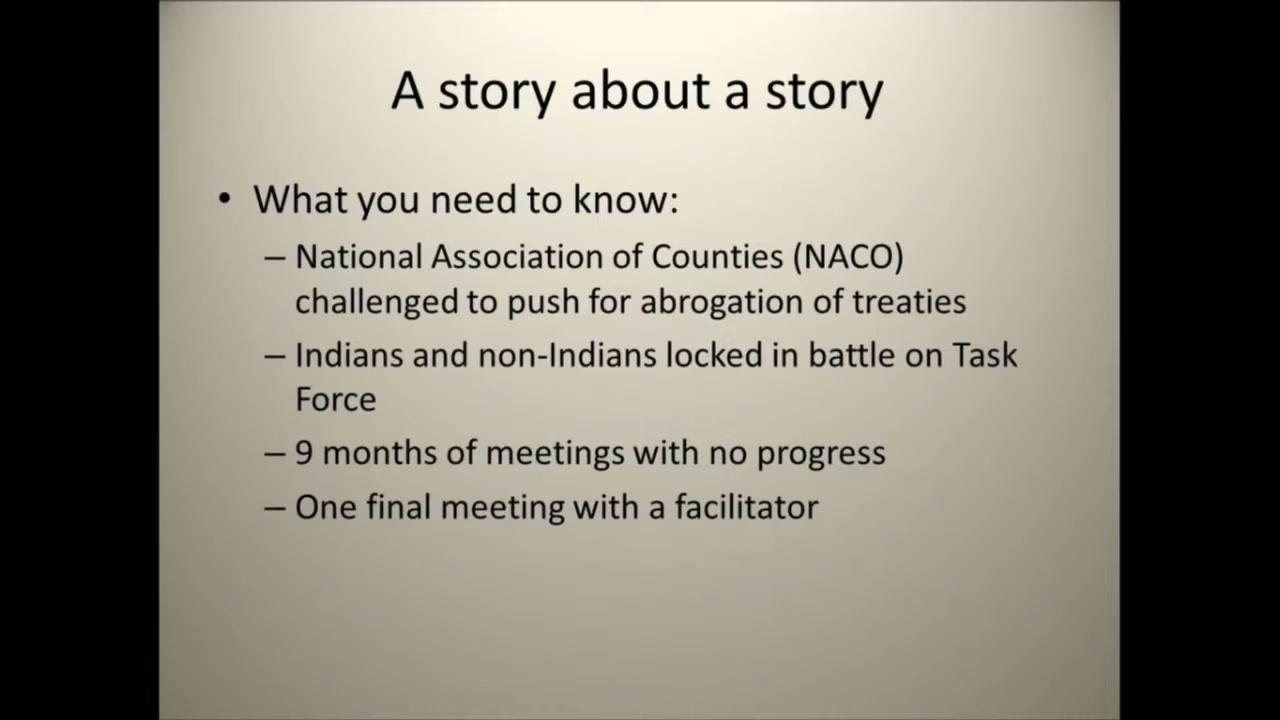 A story about a story
• What you need to know:
– National Association of Counties (NACO)
challenged to push for abrogation of treaties
– Indians and non-Indians locked in battle on Task
Force
– 9 months of meetings with no progress
– One final meeting with a facilitator